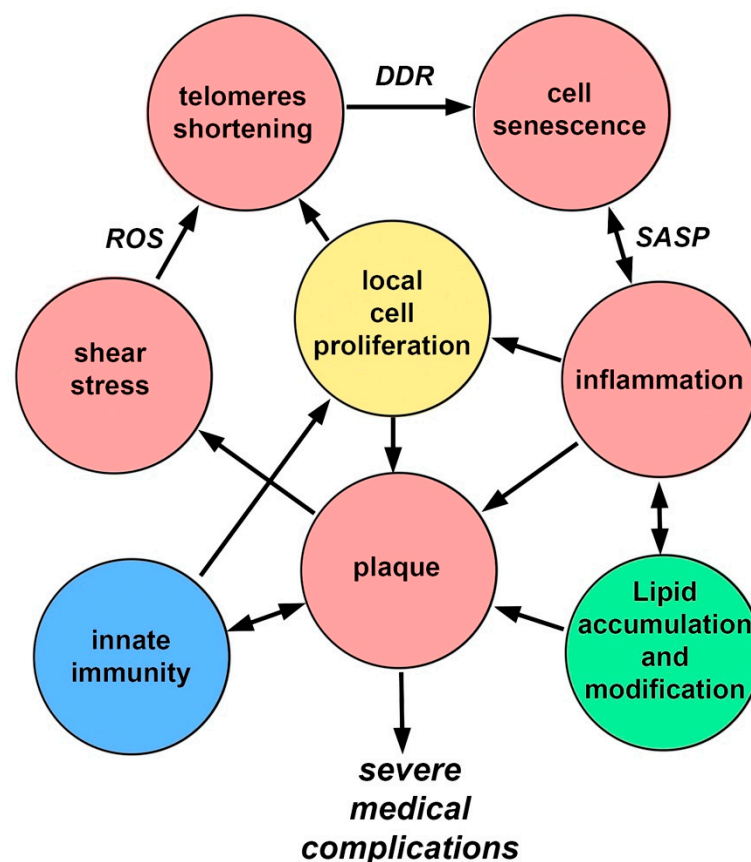 telomeres
shortening
DDR
cell
senescence
ROS
SASP
local
cell
proliferation
shear
stress
inflammation
plaque
innate
immunity
Lipid
accumulation
and
modification
severe
medical
complications